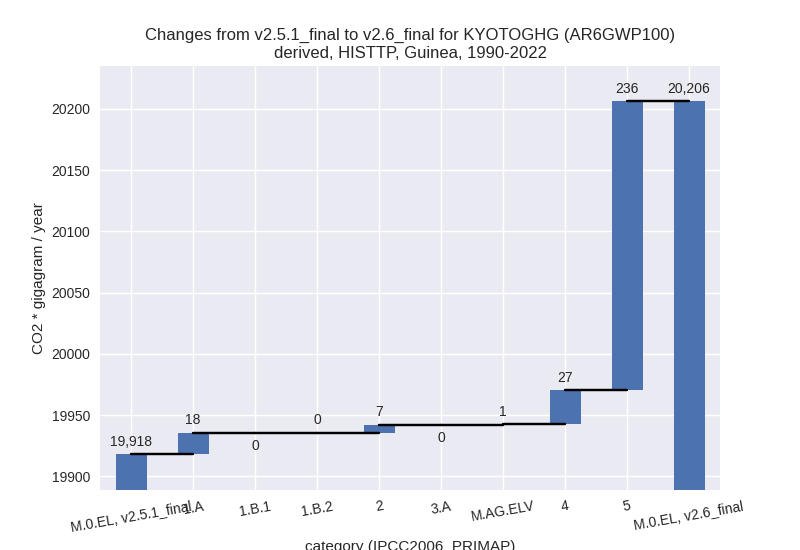 Changes from v2.5.1_final to v2.6_final for KYOTOGHG (AR6GWP100)
derived, HISTTP, Guinea, 1990-2022
CO2 * gigagram / year
20200
20150
20100
20050
20000
19950
19900
19,918
18
0
0
7
0
1
27
236
20,206
M.0.EL, v2.5.1_final
1.A
1.B.1
1.B.2
2
3.A
M.AG.ELV
4
5
M.0.EL, v2.6_final
category (IPCC2006_PRIMAP)